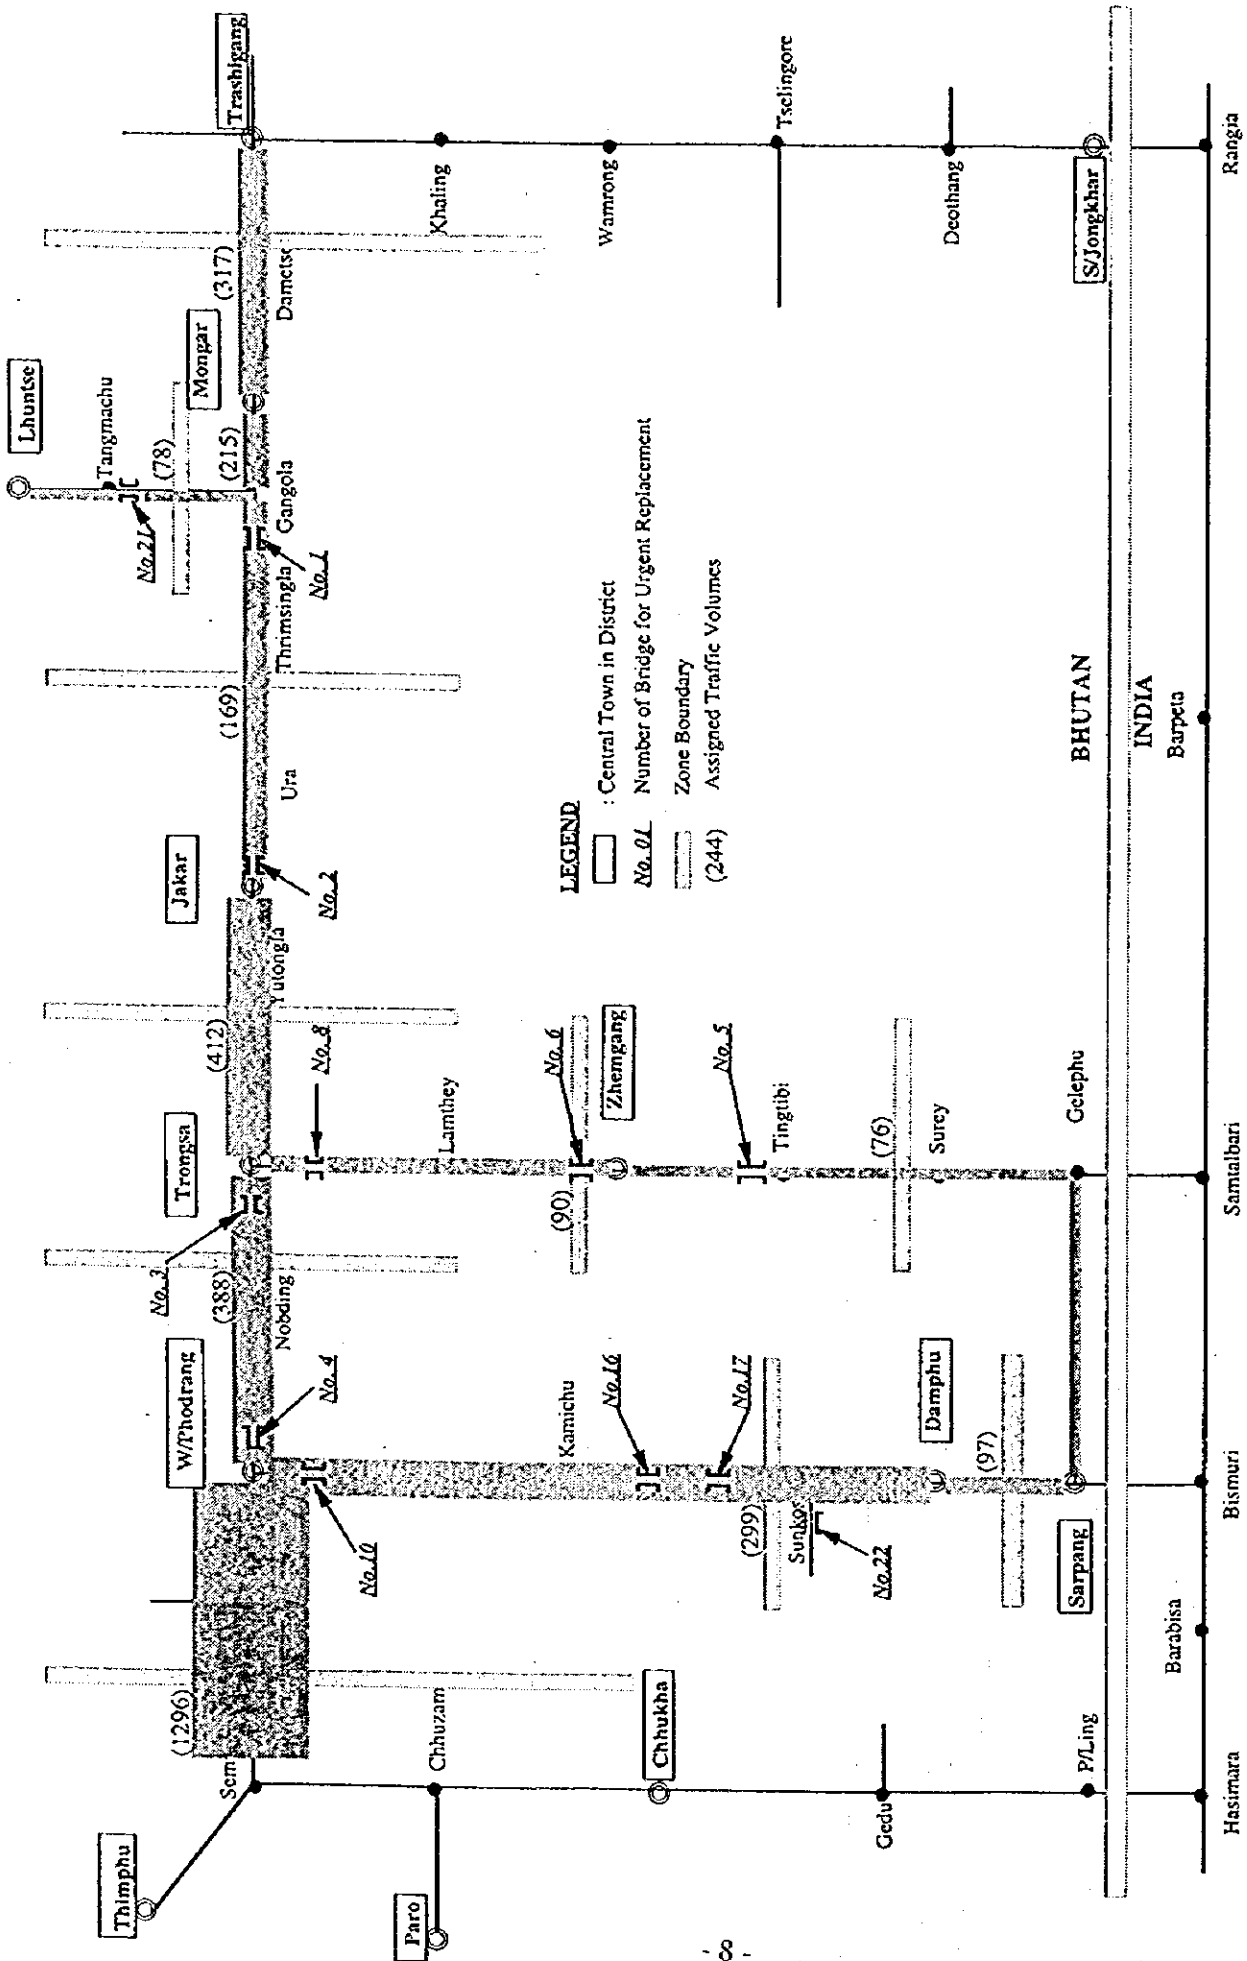 Thimphu
Paro
Sem
Chhuzam
Chhukha
Gedu
P/Ling
Hasimara
(1296)
W/Phodrang
No.4
No.10
Kamichu
No.16
No.17
(299)
Sunkos
No.22
Damphu
(97)
Sarpang
Barabisa
Bismuri
(388)
No.3
Nobding
Trongsa
No.8
Lamthey
No.6
(90)
Zhemgang
No.5
Tingtibi
(76)
Surey
Gelephu
Samtalbari
(412)
Yutongla
Jakar
No.2
Ura
(169)
Thrimsingla
No.1
Gangola
Lhuntse
Tangmachu
No.21
(78)
(215)
Mongar
(317)
Dametse
Trashigang
Khaling
Wamrong
Tselingore
Deothang
S/Jongkhar
Rangia
LEGEND
: Central Town in District
No. 01 Number of Bridge for Urgent Replacement
Zone Boundary
(244) Assigned Traffic Volumes
BHUTAN
INDIA
Barpeta
- 8 -